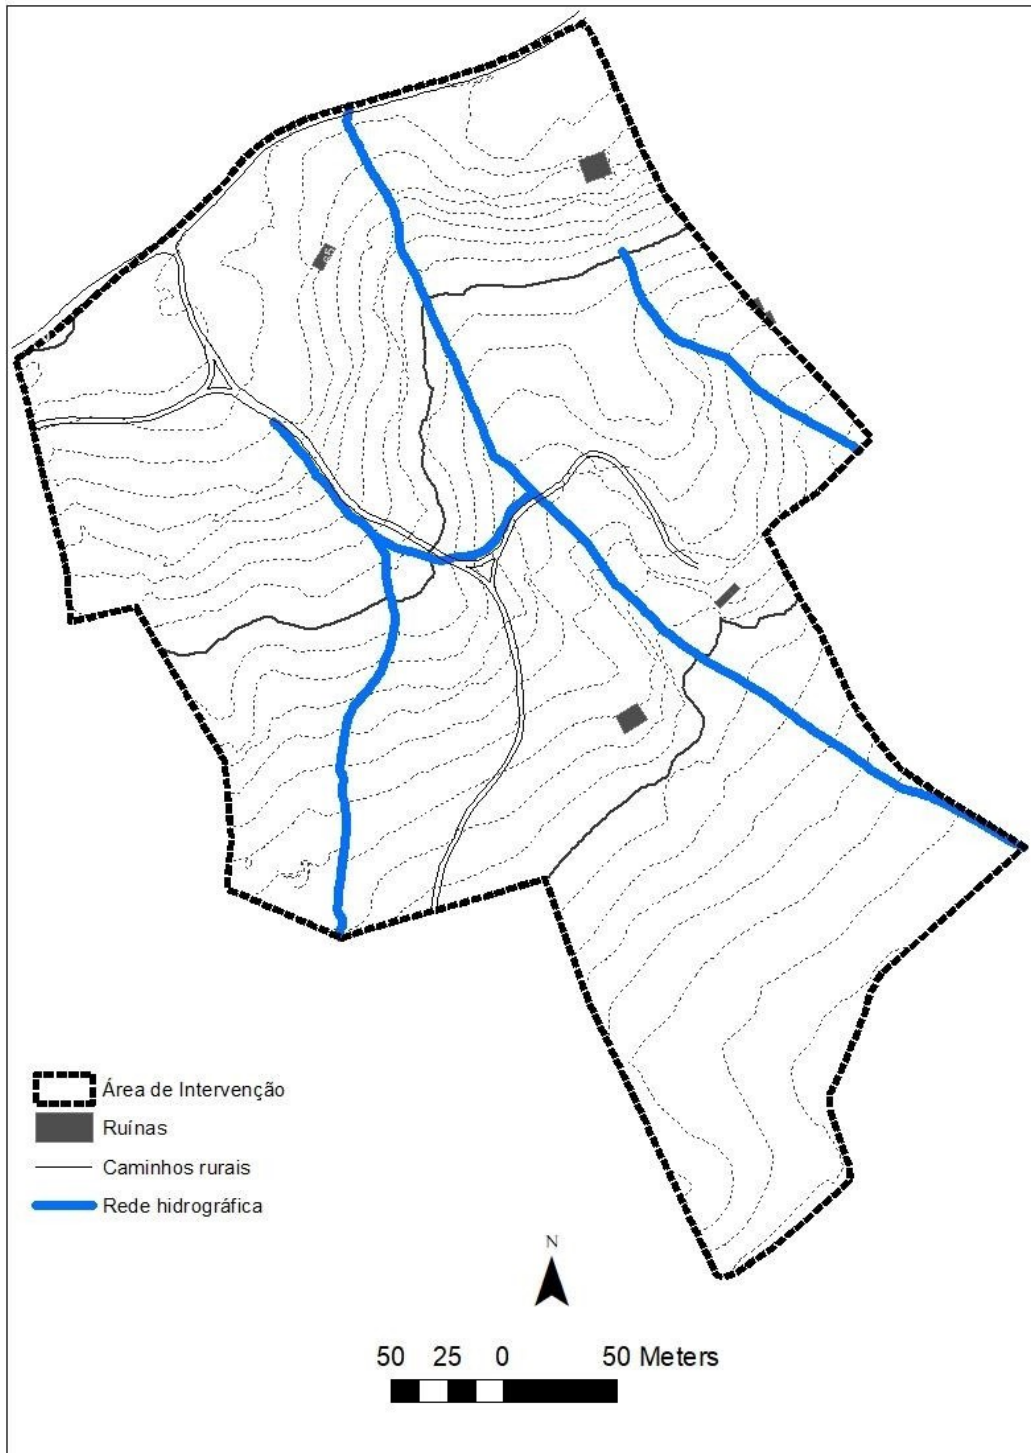 Área de Intervenção
Ruínas
Caminhos rurais
Rede hidrográfica
N
50 25 0 50 Meters